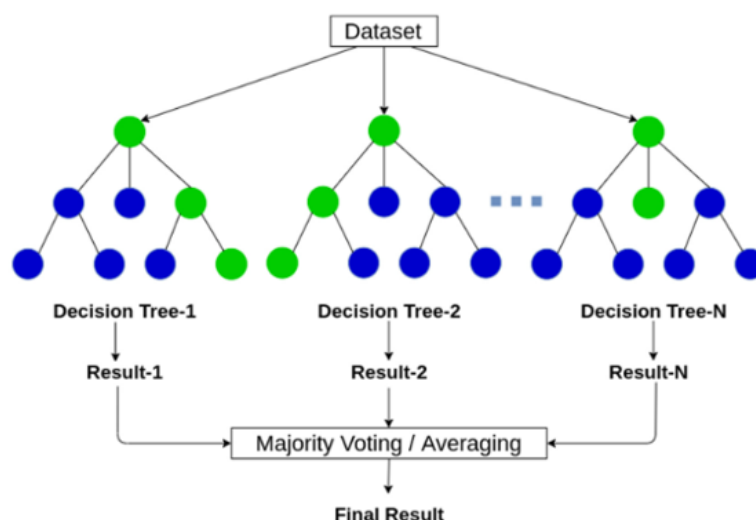 Dataset
Decision Tree-1
Decision Tree-2
Decision Tree-N
Result-1
Result-2
Result-N
Majority Voting / Averaging
Final Result